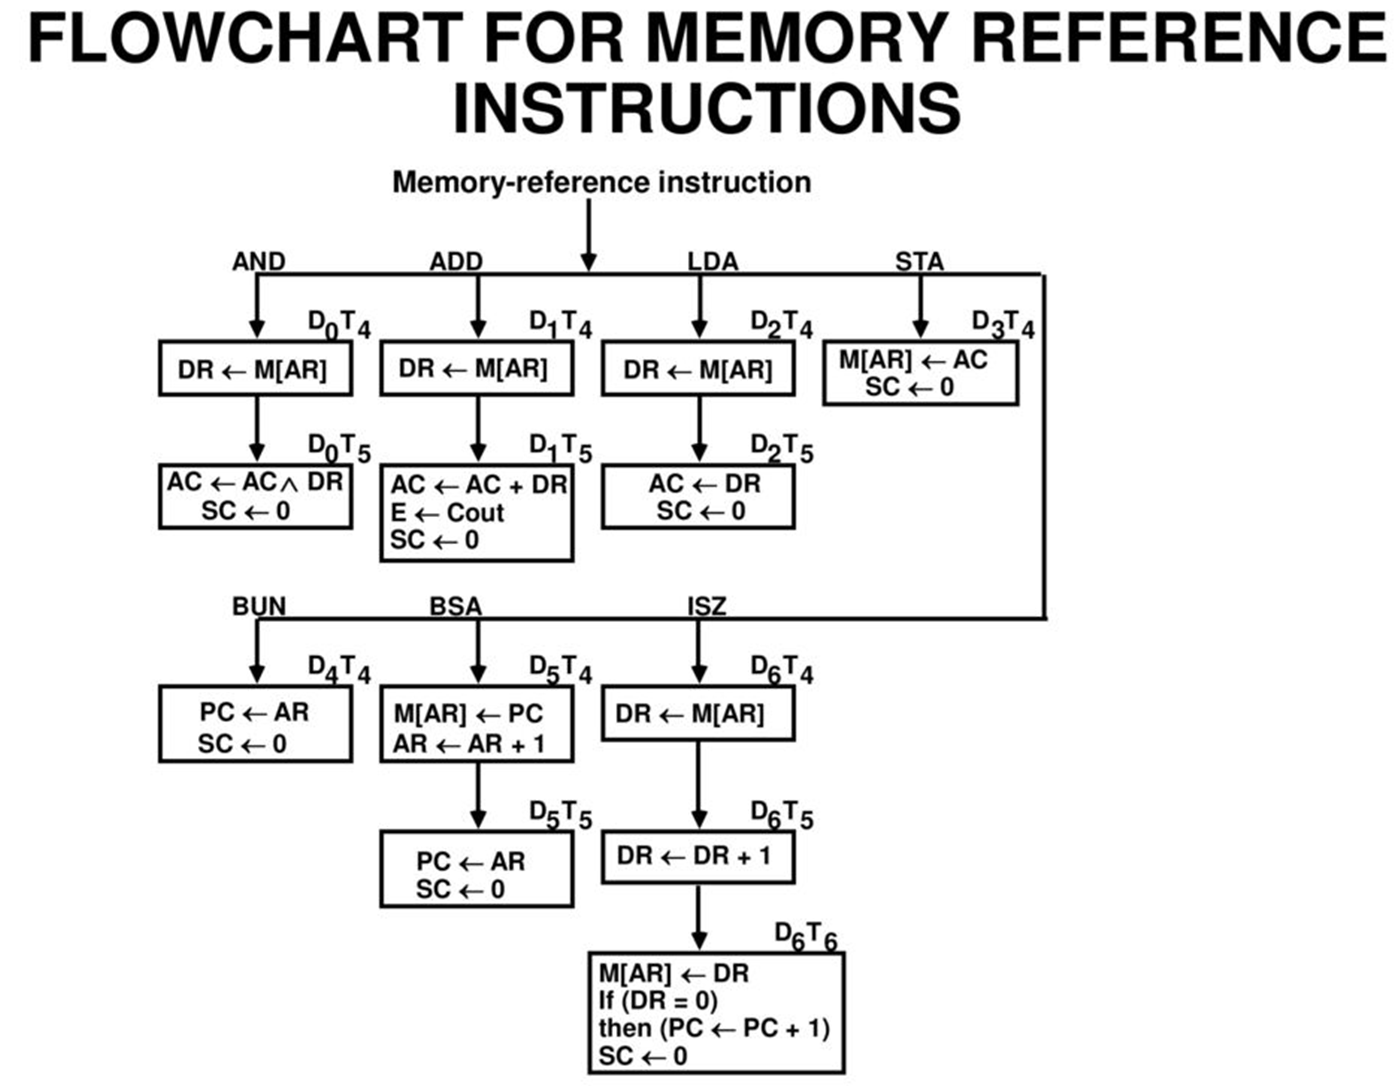 FLOWCHART FOR MEMORY REFERENCE
INSTRUCTIONS
Memory-reference instruction
AND ADD LDA STA
D0T4 D1T4 D2T4 D3T4
DR ← M[AR]
DR ← M[AR]
DR ← M[AR]
M[AR] ← AC
SC ← 0
D0T5 D1T5 D2T5
AC ← AC ∧ DR
SC ← 0
AC ← AC + DR
E ← Cout
SC ← 0
AC ← DR
SC ← 0
BUN BSA ISZ
D4T4 D5T4 D6T4
PC ← AR
SC ← 0
M[AR] ← PC
AR ← AR + 1
DR ← M[AR]
D5T5 D6T5
PC ← AR
SC ← 0
DR ← DR + 1
D6T6
M[AR] ← DR
If (DR = 0)
then (PC ← PC + 1)
SC ← 0